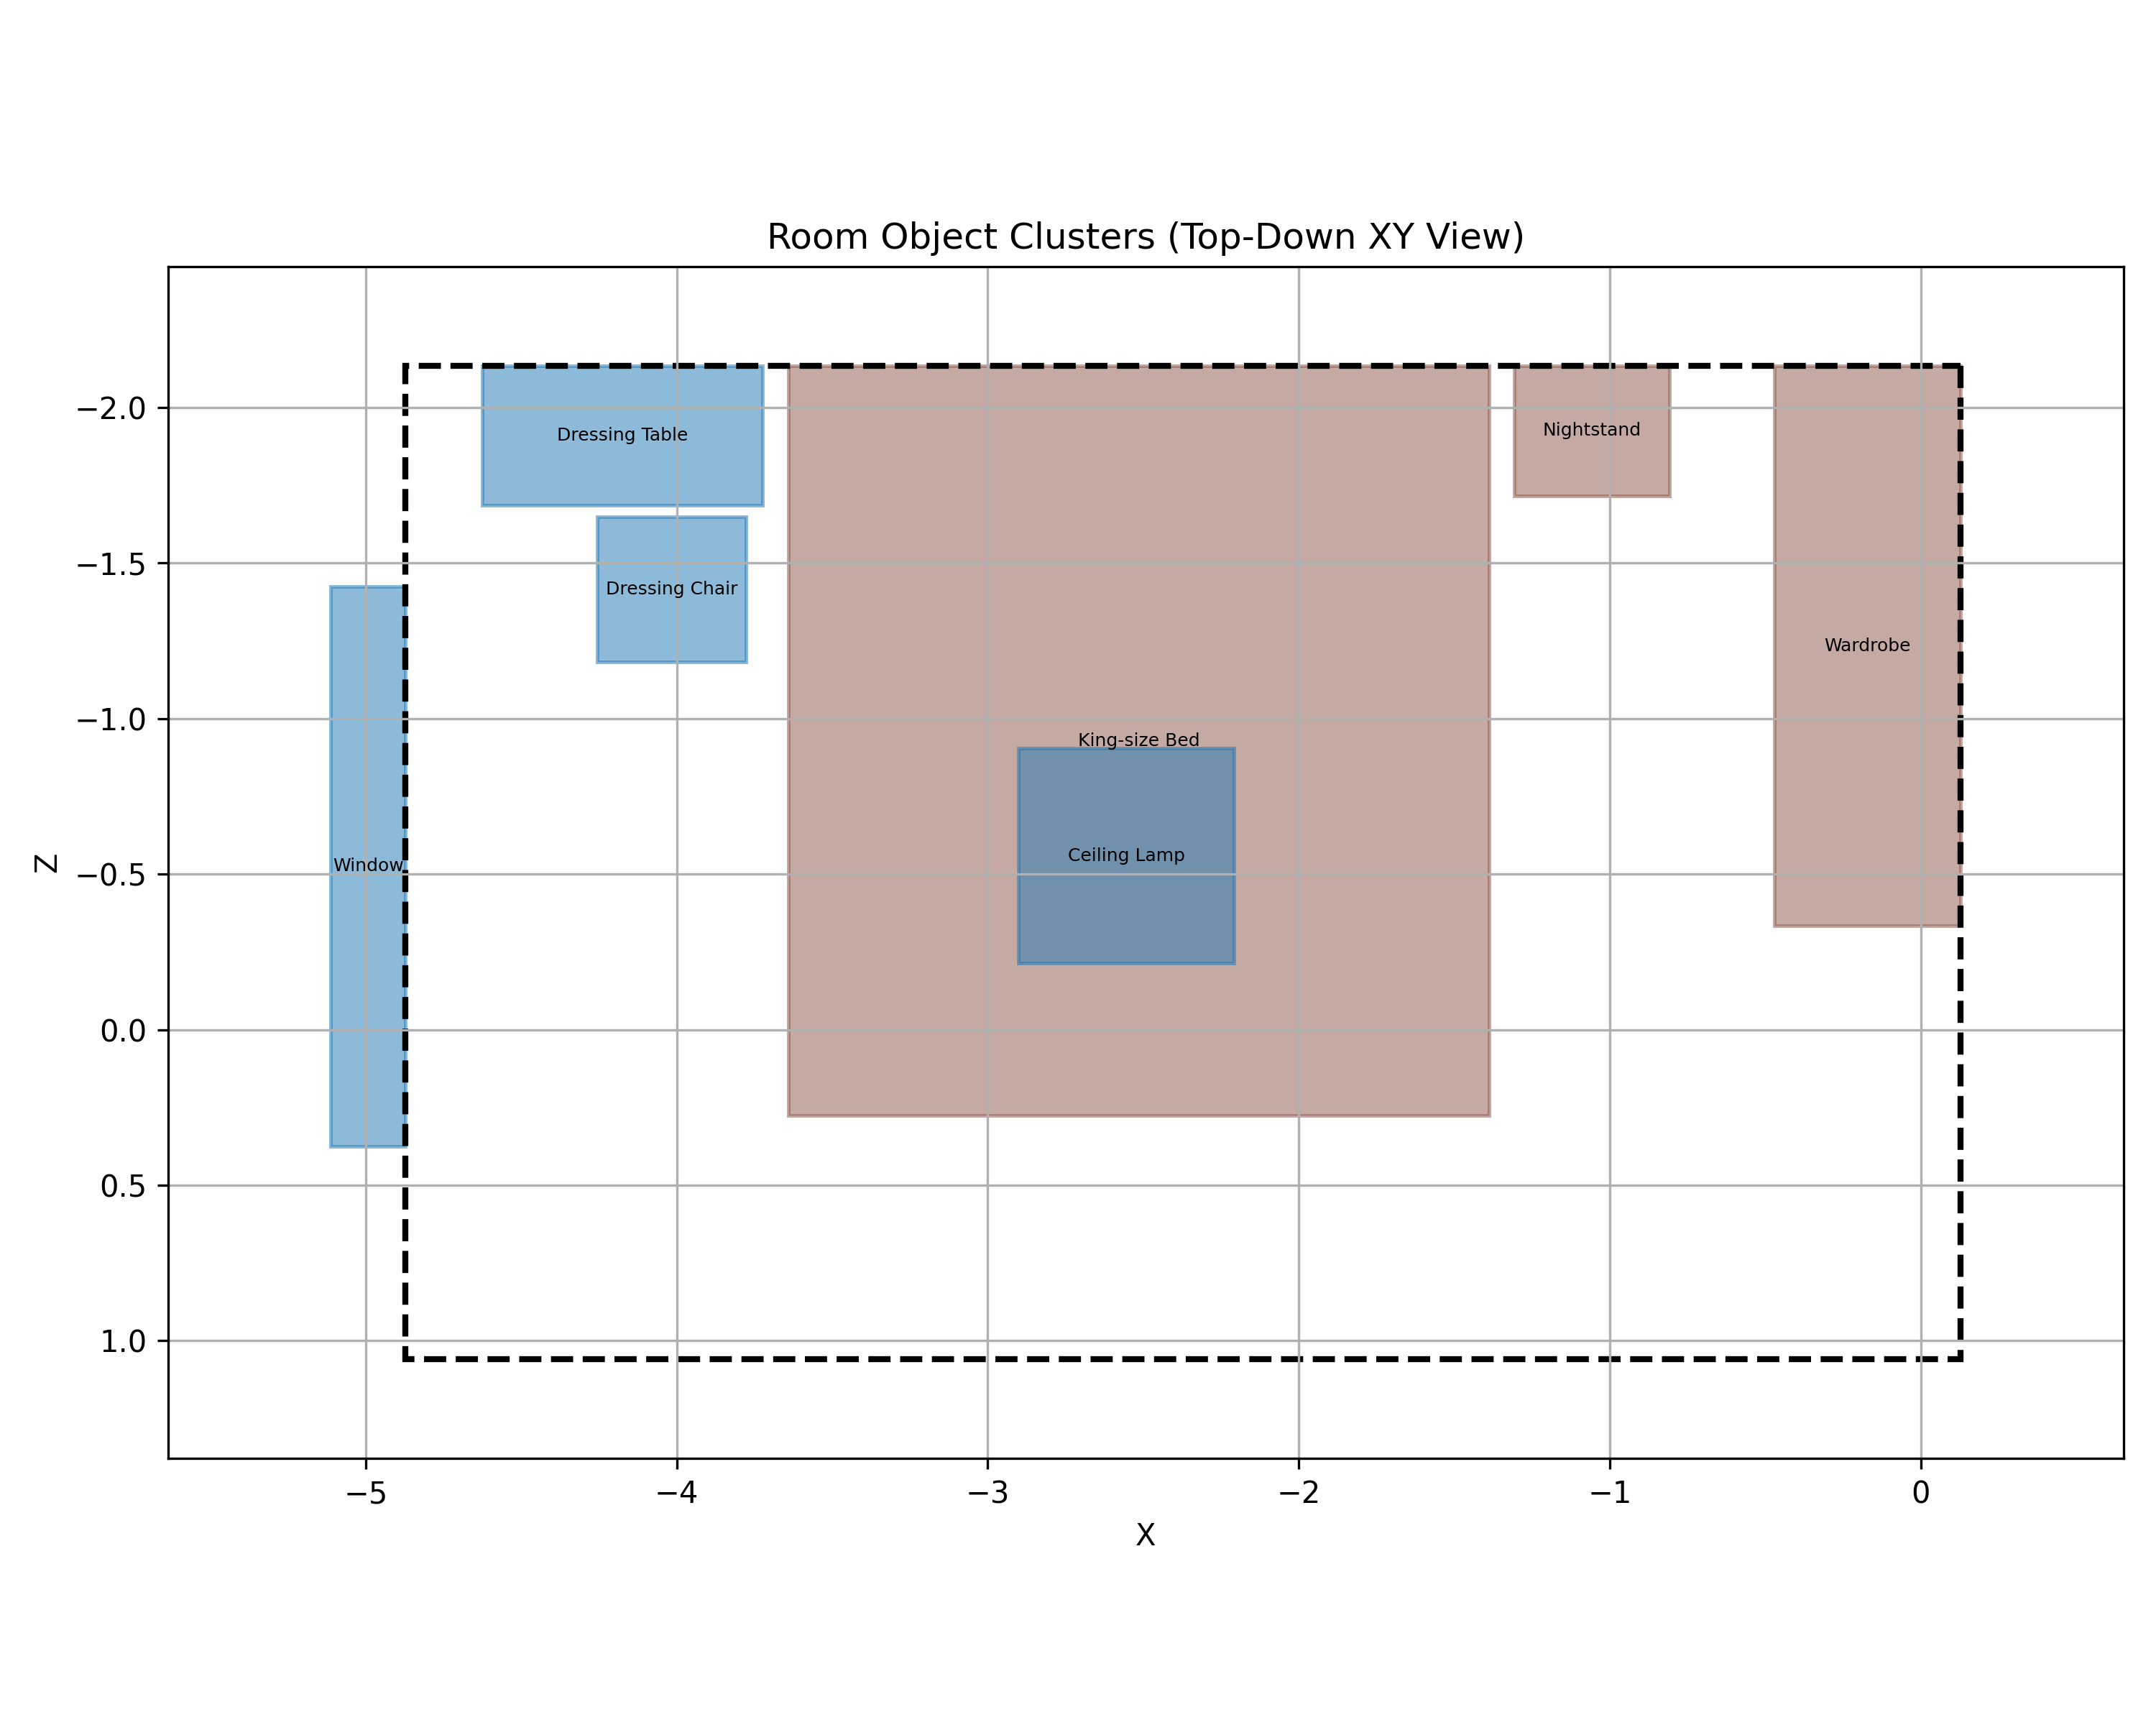 Room Object Clusters (Top-Down XY View)
−2.0
−1.5
−1.0
−0.5
0.0
0.5
1.0
Z
Dressing Table
Nightstand
Dressing Chair
Wardrobe
King-size Bed
Ceiling Lamp
Window
−5
−4
−3
−2
−1
0
X